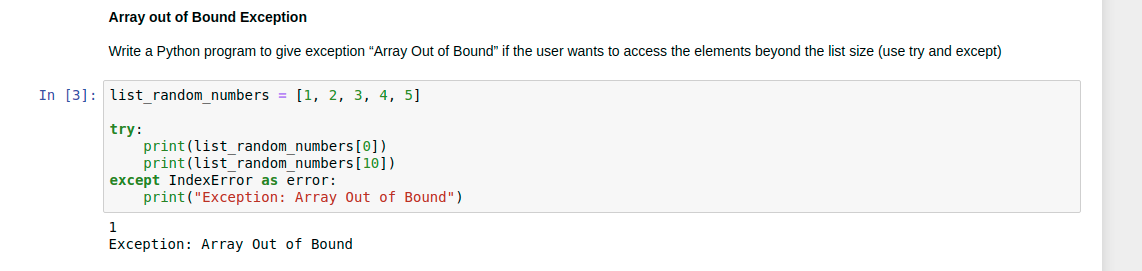 Array out of Bound Exception
Write a Python program to give exception “Array Out of Bound” if the user wants to access the elements beyond the list size (use try and except)
In [3]: list_random_numbers = [1, 2, 3, 4, 5]
try:
    print(list_random_numbers[0])
    print(list_random_numbers[10])
except IndexError as error:
    print("Exception: Array Out of Bound")
1
Exception: Array Out of Bound